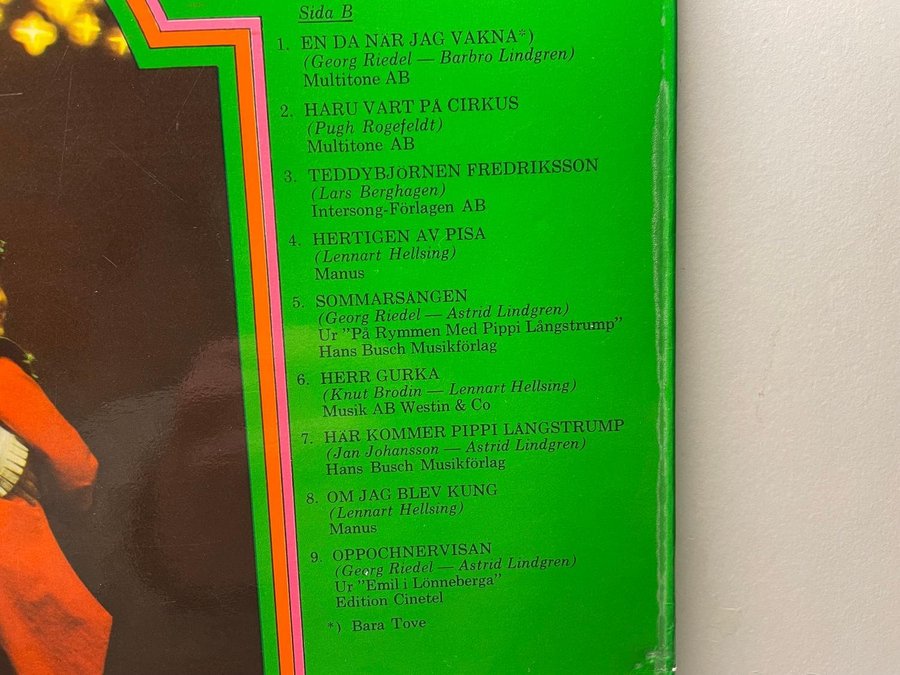 Sida B
1. EN DA NÄR JAG VAKNA*)
(Georg Riedel — Barbro Lindgren)
Multitone AB
2. HARU VART PÅ CIRKUS
(Pugh Rogefeldt)
Multitone AB
3. TEDDYBJÖRNEN FREDRIKSSON
(Lars Berghagen)
Intersong-Förlagen AB
4. HERTIGEN AV PISA
(Lennart Hellsing)
Manus
5. SOMMARSÅNGEN
(Georg Riedel — Astrid Lindgren)
Ur "På Rymmen Med Pippi Långstrump"
Hans Busch Musikförlag
6. HERR GURKA
(Knut Brodin — Lennart Hellsing)
Musik AB Westin & Co
7. HÄR KOMMER PIPPI LÅNGSTRUMP
(Jan Johansson — Astrid Lindgren)
Hans Busch Musikförlag
8. OM JAG BLEV KUNG
(Lennart Hellsing)
Manus
9. OPPOCHNERVISAN
(Georg Riedel — Astrid Lindgren)
Ur "Emil i Lönneberga"
Edition Cinetel
*) Bara Tove